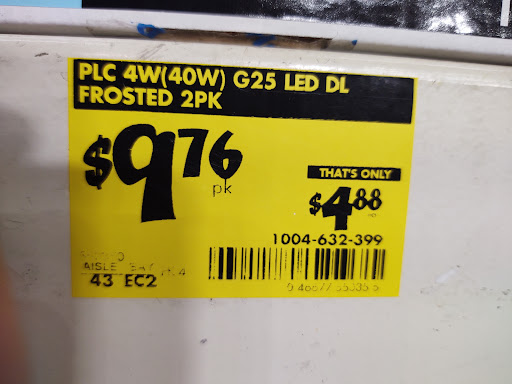 PLC 4W(40W) G25 LED DL
FROSTED 2PK
$9.76
pk
THAT'S ONLY
$4.88
1004-632-399
AISLE BAY
43 EC2